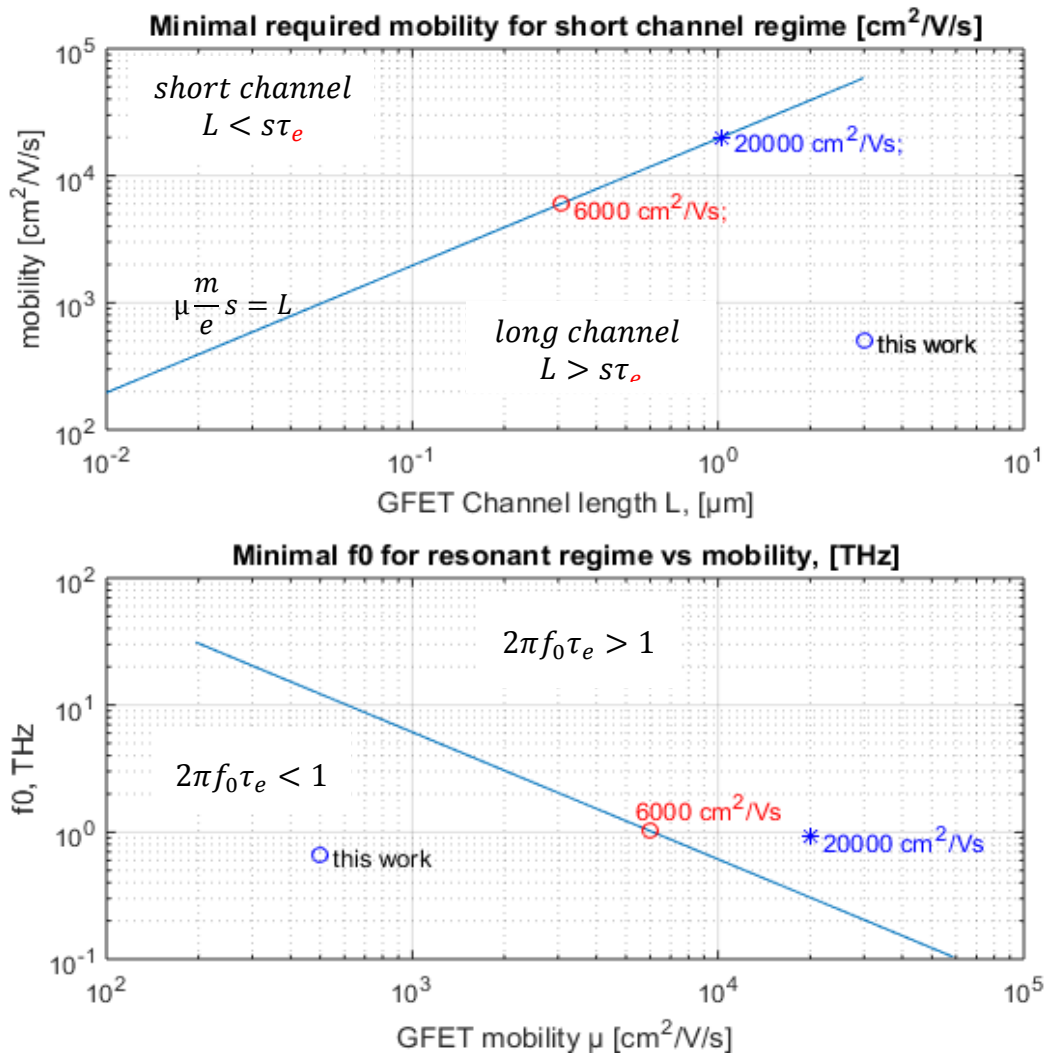 Minimal required mobility for short channel regime [cm²/V/s]
10⁵
short channel
L < sτₑ
20000 cm²/Vs;
10⁴
6000 cm²/Vs;
mobility [cm²/V/s]
μ m/e s = L
10³
long channel
L > sτₑ
this work
10²
10⁻² 10⁻¹ 10⁰ 10¹
GFET Channel length L, [μm]
Minimal f0 for resonant regime vs mobility, [THz]
10²
2πf₀τₑ > 1
10¹
f0, THz
2πf₀τₑ < 1
6000 cm²/Vs
10⁰
20000 cm²/Vs
this work
10⁻¹
10² 10³ 10⁴ 10⁵
GFET mobility μ [cm²/V/s]